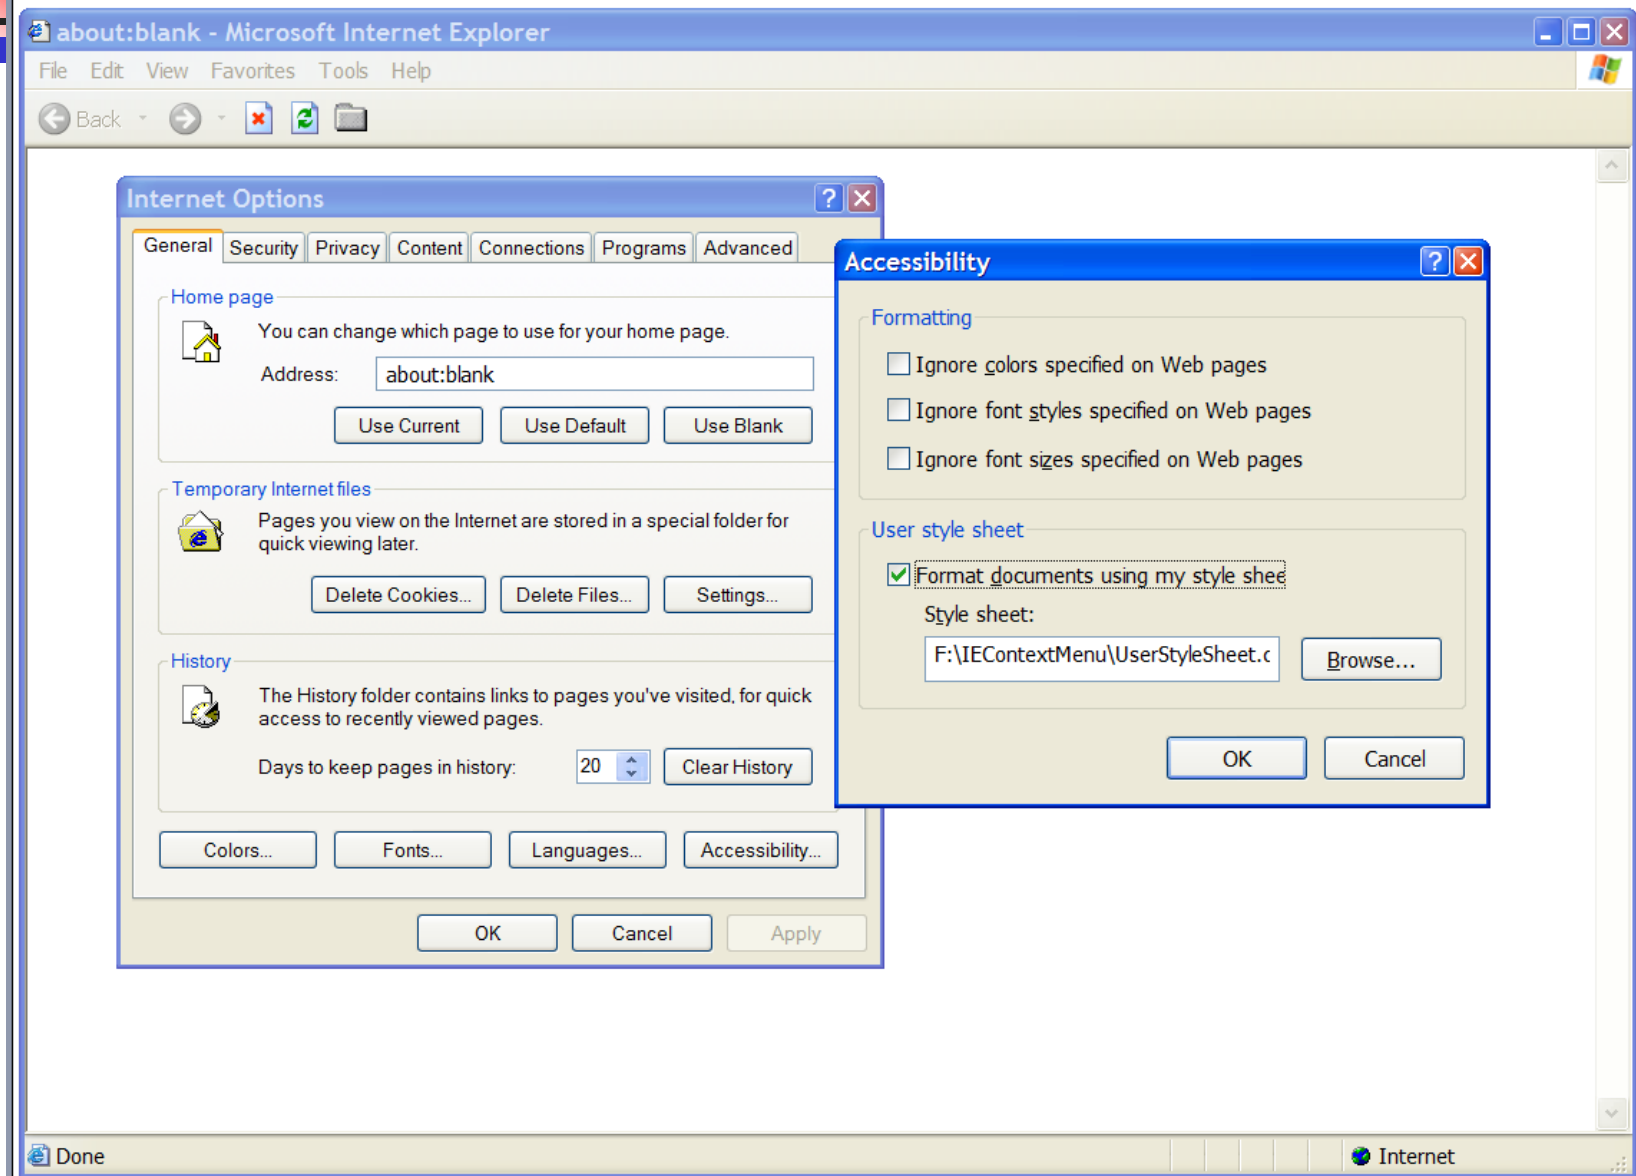 about:blank - Microsoft Internet Explorer
File Edit View Favorites Tools Help
Back
Internet Options
General Security Privacy Content Connections Programs Advanced
Home page
You can change which page to use for your home page.
Address: about:blank
Use Current Use Default Use Blank
Temporary Internet files
Pages you view on the Internet are stored in a special folder for
quick viewing later.
Delete Cookies... Delete Files... Settings...
History
The History folder contains links to pages you've visited, for quick
access to recently viewed pages.
Days to keep pages in history: 20 Clear History
Colors... Fonts... Languages... Accessibility...
OK Cancel Apply
Accessibility
Formatting
Ignore colors specified on Web pages
Ignore font styles specified on Web pages
Ignore font sizes specified on Web pages
User style sheet
Format documents using my style shee
Style sheet:
F:\IEContextMenu\UserStyleSheet.c
Browse...
OK Cancel
Done Internet